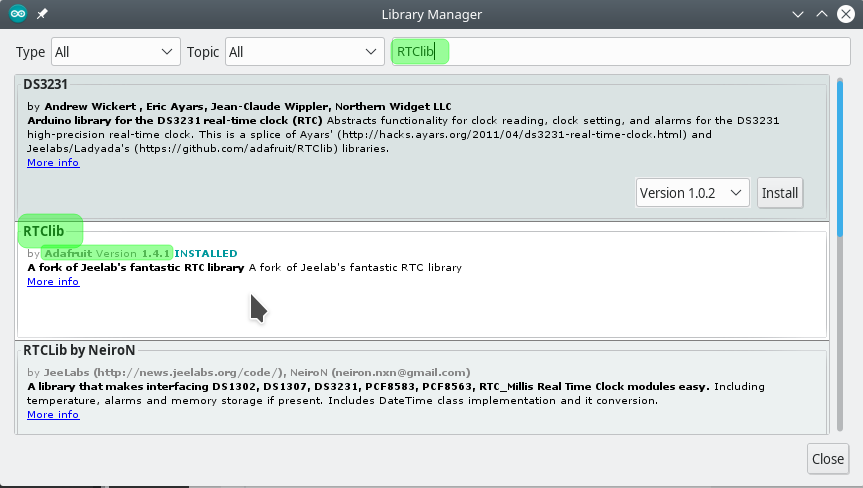 Library Manager
Type All Topic All RTClib
DS3231
by Andrew Wickert , Eric Ayars, Jean-Claude Wippler, Northern Widget LLC
Arduino library for the DS3231 real-time clock (RTC) Abstracts functionality for clock reading, clock setting, and alarms for the DS3231
high-precision real-time clock. This is a splice of Ayars' (http://hacks.ayars.org/2011/04/ds3231-real-time-clock.html) and
Jeelabs/Ladyada's (https://github.com/adafruit/RTClib) libraries.
More info
Version 1.0.2 Install
RTClib
by Adafruit Version 1.4.1 INSTALLED
A fork of Jeelab's fantastic RTC library A fork of Jeelab's fantastic RTC library
More info
RTCLib by NeiroN
by JeeLabs (http://news.jeelabs.org/code/), NeiroN (neiron.nxn@gmail.com)
A library that makes interfacing DS1302, DS1307, DS3231, PCF8583, PCF8563, RTC_Millis Real Time Clock modules easy. Including
temperature, alarms and memory storage if present. Includes DateTime class implementation and it conversion.
More info
Close